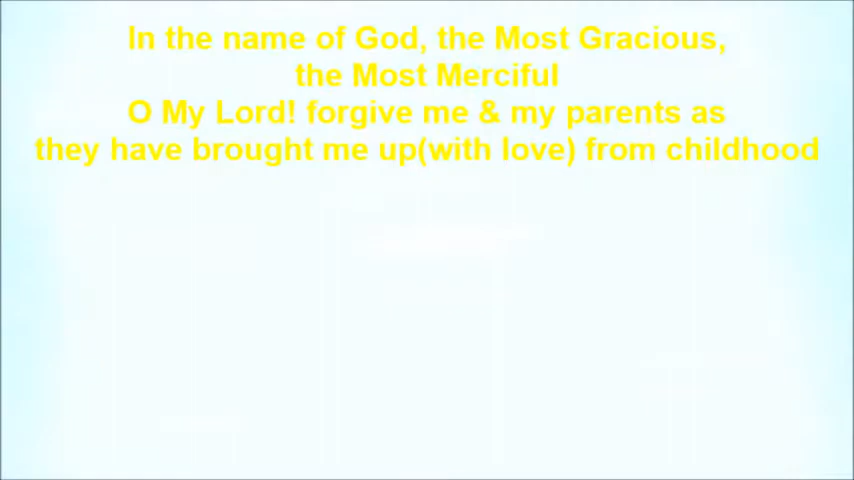 In the name of God, the Most Gracious,
the Most Merciful
O My Lord! forgive me & my parents as
they have brought me up(with love) from childhood